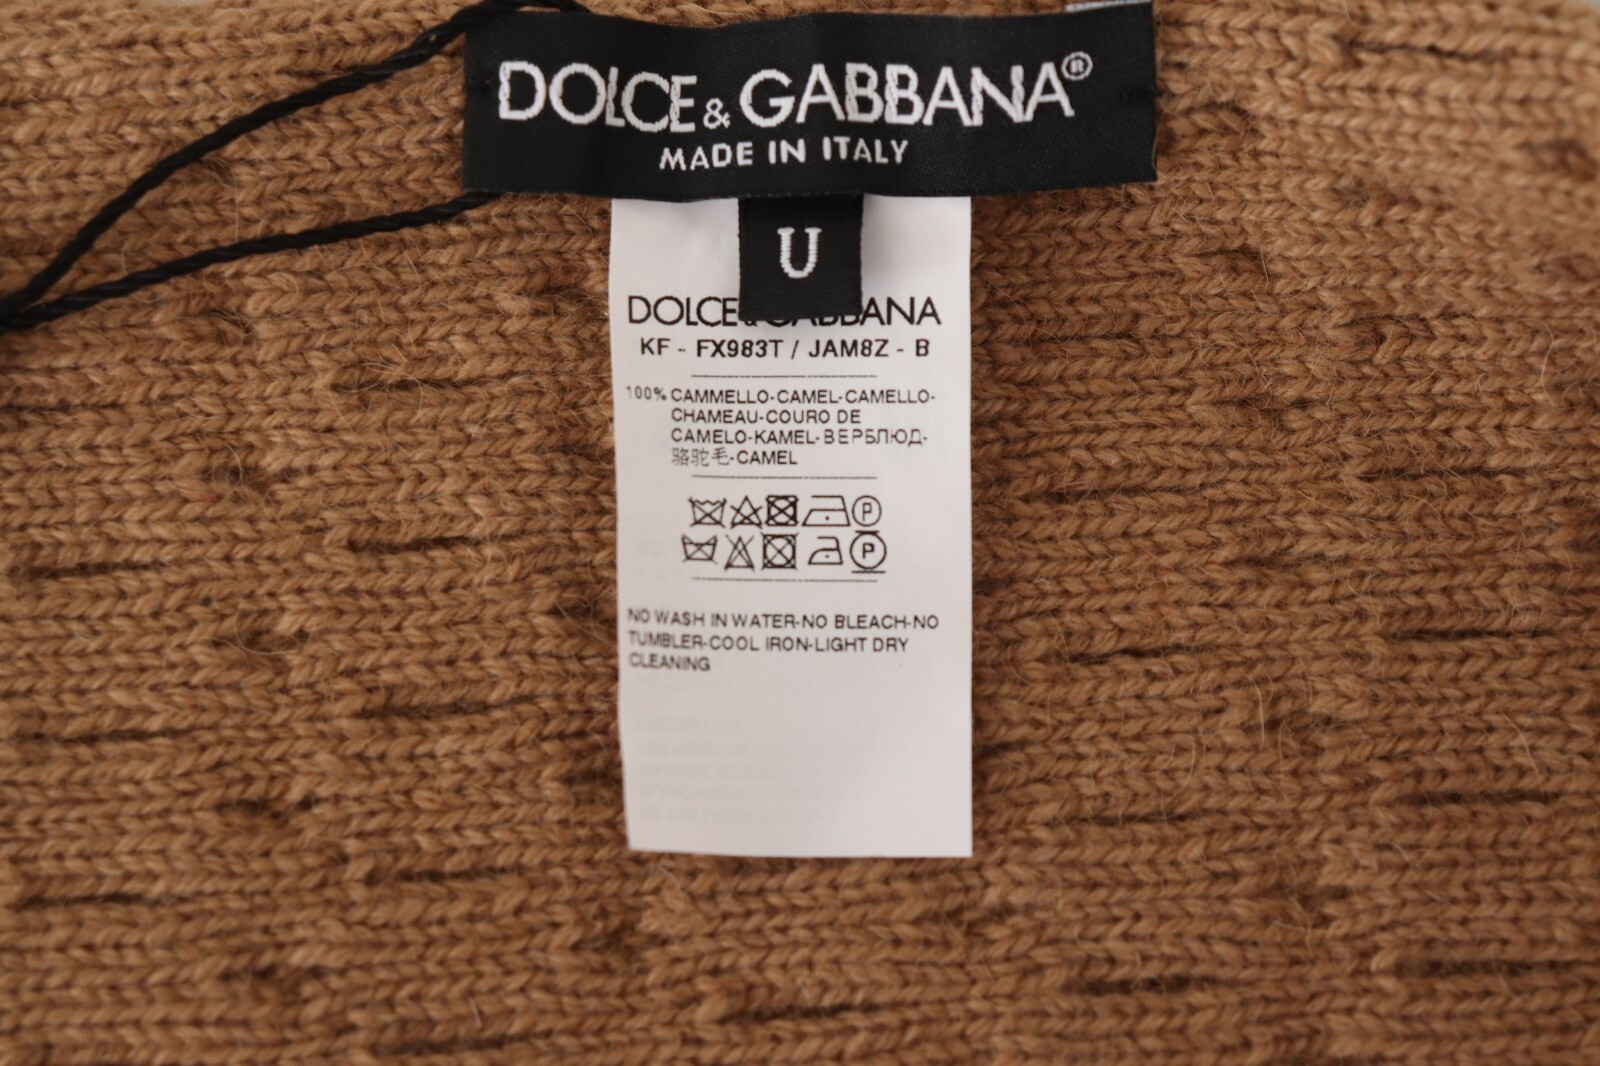 DOLCE & GABBANA®
MADE IN ITALY
U
DOLCE & GABBANA
KF - FX983T / JAM8Z - B
100% CAMMELLO-CAMEL-CAMELLO-
CHAMEAU-COURO DE
CAMELO-KAMEL-ВЕРБЛЮД-
骆驼毛-CAMEL
P
P
NO WASH IN WATER-NO BLEACH-NO
TUMBLER-COOL IRON-LIGHT DRY
CLEANING